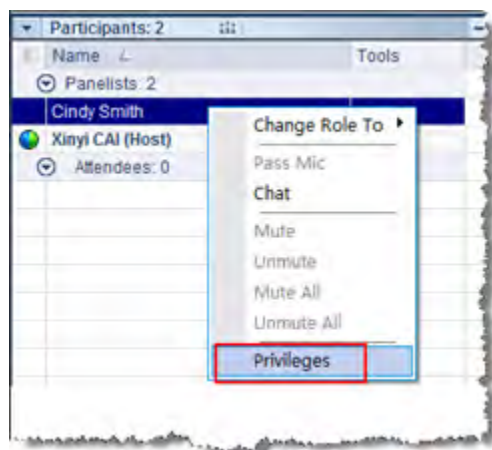 Participants: 2
Name Tools
Panelists: 2
Cindy Smith
Xinyi CAI (Host)
Attendees: 0
Change Role To
Pass Mic
Chat
Mute
Unmute
Mute All
Unmute All
Privileges